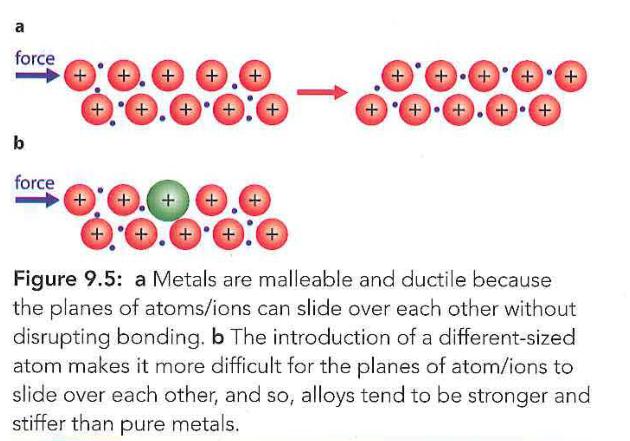 a
force
+ + + + +
+ + + + +
+ + + + +
+ + + + +
b
force
+ + + + +
+ + + + +
Figure 9.5: a Metals are malleable and ductile because
the planes of atoms/ions can slide over each other without
disrupting bonding. b The introduction of a different-sized
atom makes it more difficult for the planes of atom/ions to
slide over each other, and so, alloys tend to be stronger and
stiffer than pure metals.